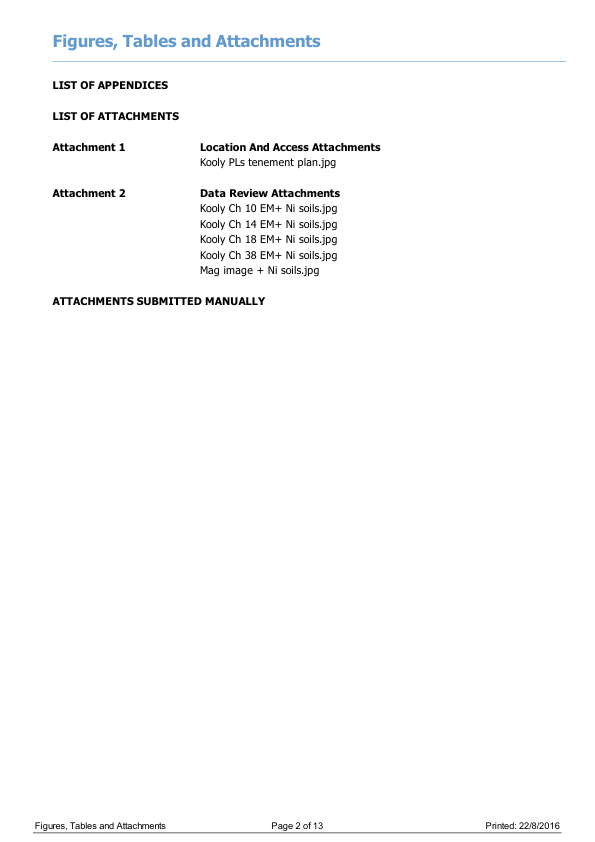 Figures, Tables and Attachments
LIST OF APPENDICES
LIST OF ATTACHMENTS
Attachment 1 Location And Access Attachments
Kooly PLs tenement plan.jpg
Attachment 2 Data Review Attachments
Kooly Ch 10 EM+ Ni soils.jpg
Kooly Ch 14 EM+ Ni soils.jpg
Kooly Ch 18 EM+ Ni soils.jpg
Kooly Ch 38 EM+ Ni soils.jpg
Mag image + Ni soils.jpg
ATTACHMENTS SUBMITTED MANUALLY
Figures, Tables and Attachments Page 2 of 13 Printed: 22/8/2016